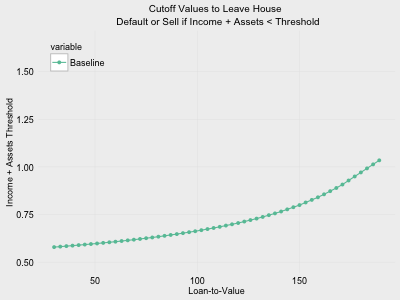 Cutoff Values to Leave House
Default or Sell if Income + Assets < Threshold
variable
Baseline
1.50
1.25
1.00
0.75
0.50
Income + Assets Threshold
50
100
150
Loan-to-Value